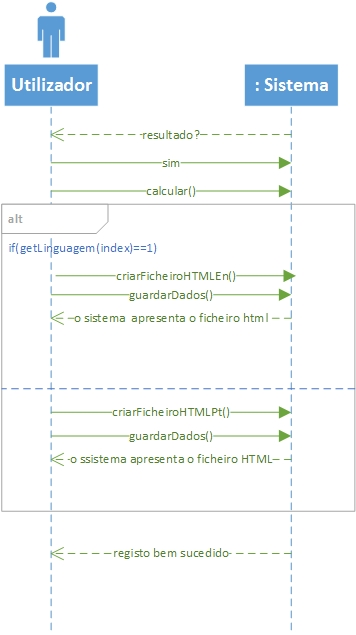 Utilizador
: Sistema
resultado?
sim
calcular()
alt
if(getLinguagem(index)==1)
criarFicheiroHTMLEn()
guardarDados()
o sistema apresenta o ficheiro html
criarFicheiroHTMLPt()
guardarDados()
o ssistema apresenta o ficheiro HTML
registo bem sucedido